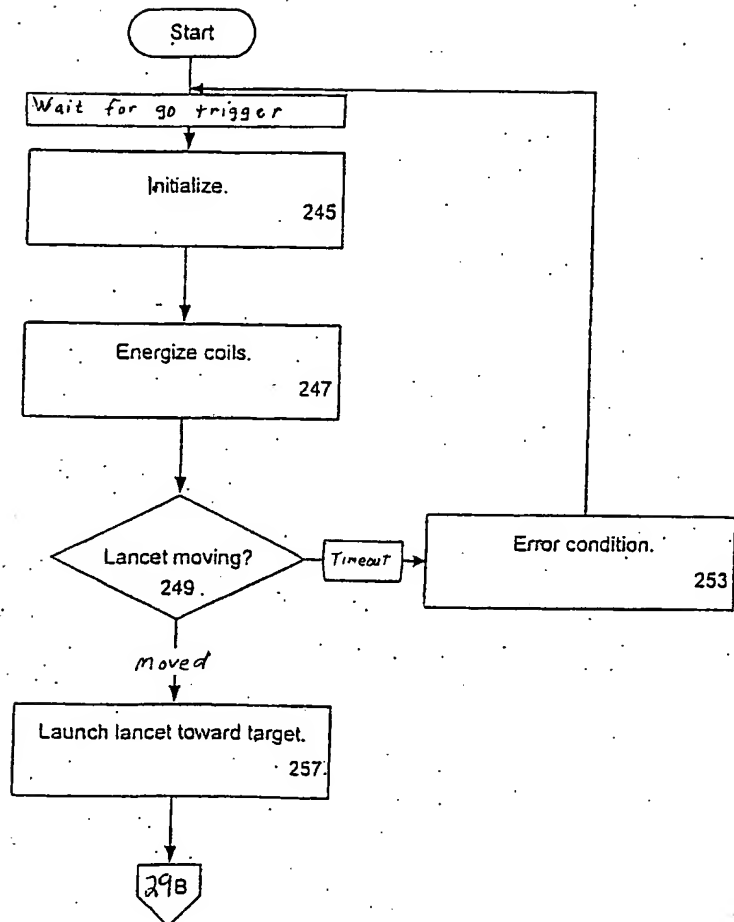 Start
Wait for go trigger
Initialize.
245
Energize coils.
247
Lancet moving?
249.
Timeout
Error condition.
253
moved
Launch lancet toward target.
257.
29B